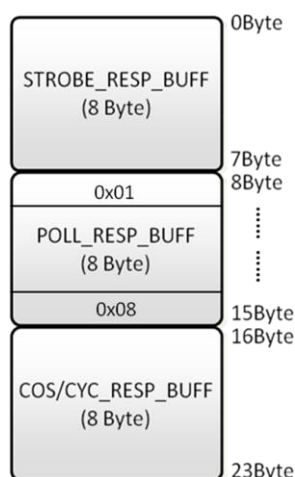 0Byte
STROBE_RESP_BUFF
(8 Byte)
7Byte
8Byte
0x01
POLL_RESP_BUFF
(8 Byte)
0x08
15Byte
16Byte
COS/CYC_RESP_BUFF
(8 Byte)
23Byte